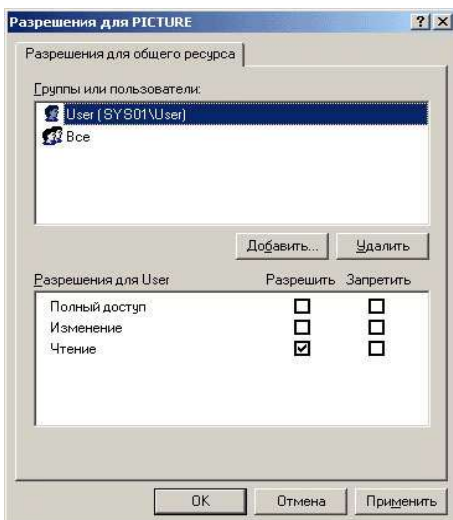 Разрешения для PICTURE
Разрешения для общего ресурса
Группы или пользователи:
User (SYS01\User)
Все
Добавить... Удалить
Разрешения для User Разрешить Запретить
Полный доступ
Изменение
Чтение
OK Отмена Применить